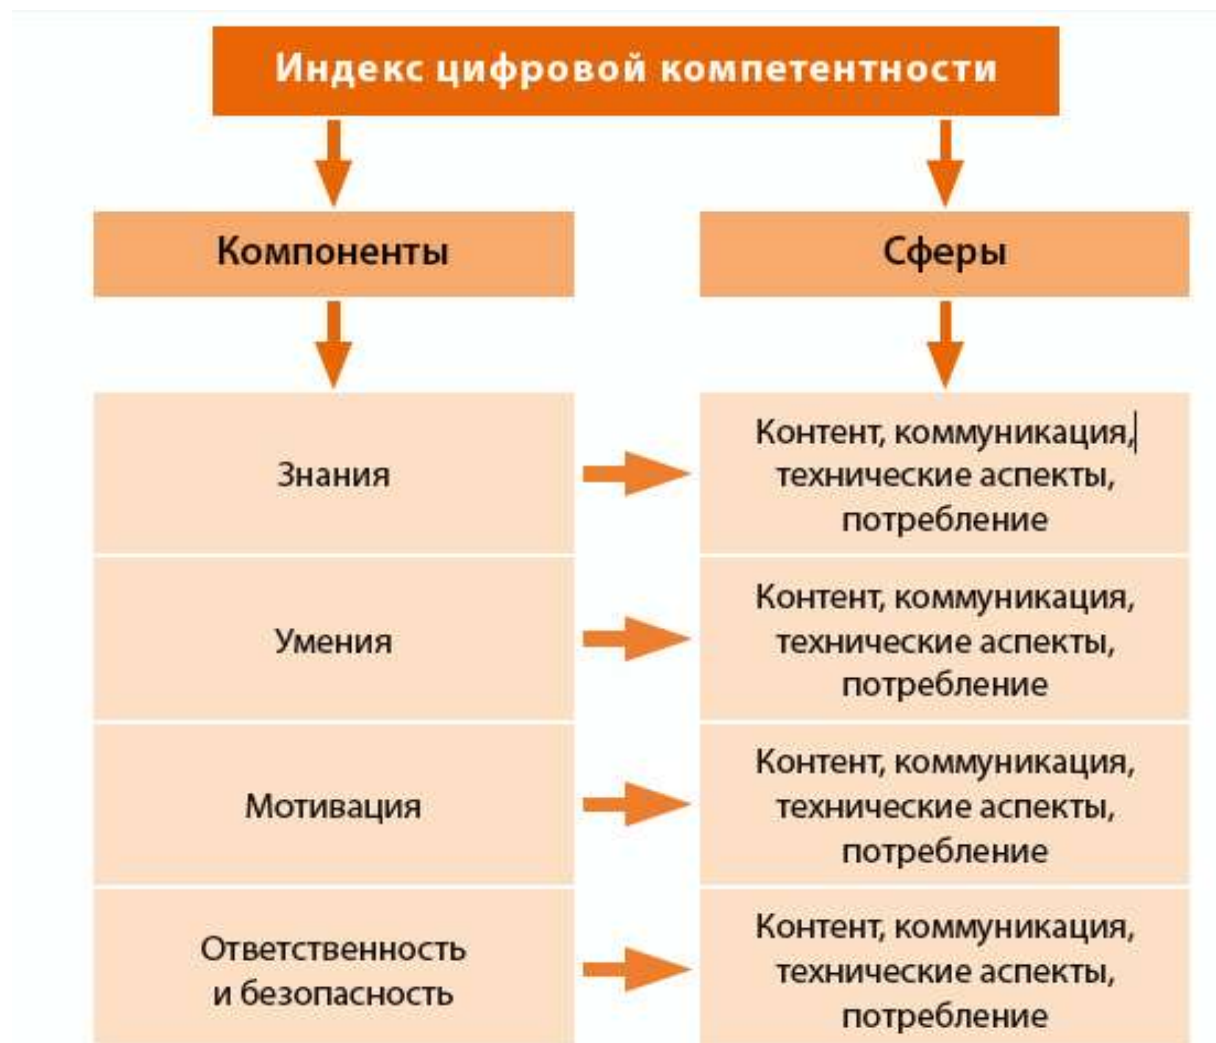 Индекс цифровой компетентности
Компоненты
Сферы
Знания
Контент, коммуникация,
технические аспекты,
потребление
Умения
Контент, коммуникация,
технические аспекты,
потребление
Мотивация
Контент, коммуникация,
технические аспекты,
потребление
Ответственность
и безопасность
Контент, коммуникация,
технические аспекты,
потребление